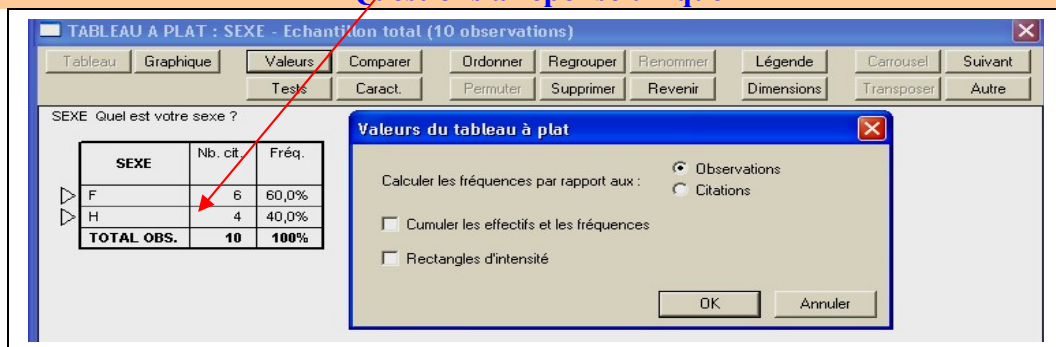 TABLEAU A PLAT : SEXE - Echantillon total (10 observations)
Tableau Graphique Valeurs Comparer Ordonner Regrouper Renommer Légende Carrousel Suivant
Tests Caract. Permuter Supprimer Revenir Dimensions Transposer Autre
SEXE Quel est votre sexe ?
SEXE Nb. cit. Fréq.
F 6 60,0%
H 4 40,0%
TOTAL OBS. 10 100%
Valeurs du tableau à plat
Calculer les fréquences par rapport aux :
Observations
Citations
Cumuler les effectifs et les fréquences
Rectangles d'intensité
OK Annuler